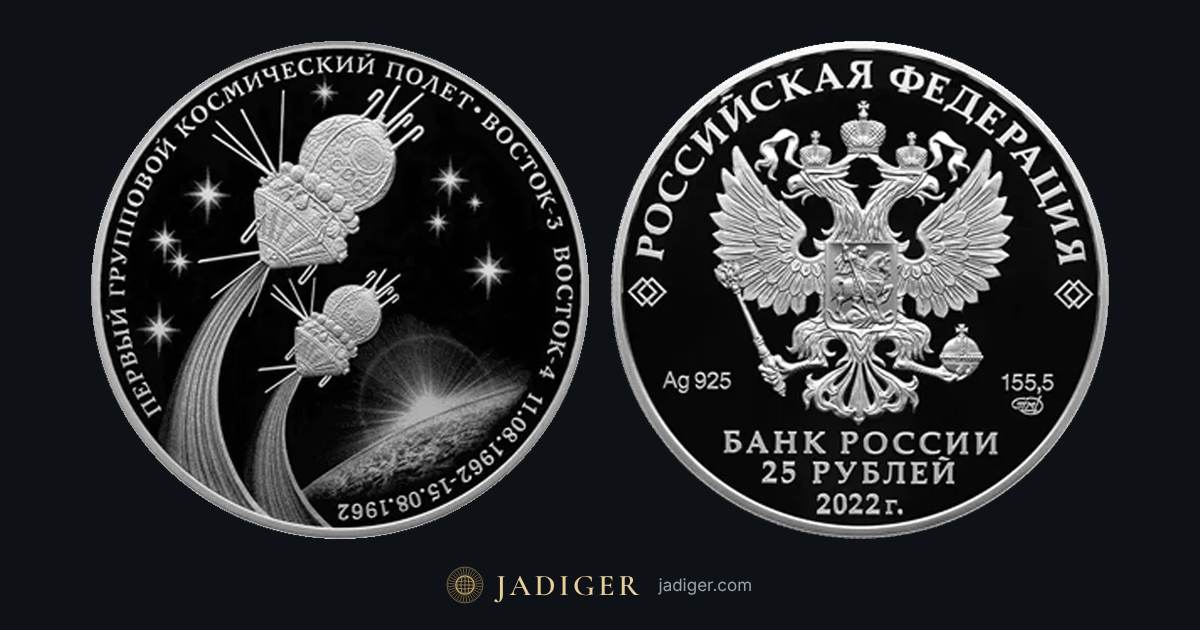 ПЕРВЫЙ ГРУППОВОЙ КОСМИЧЕСКИЙ ПОЛЕТ • ВОСТОК-3 ВОСТОК-4 11.08.1962-15.08.1962
СССР
РОССИЙСКАЯ ФЕДЕРАЦИЯ
Ag 925
155,5
БАНК РОССИИ
25 РУБЛЕЙ
2022 г.
JADIGER
jadiger.com